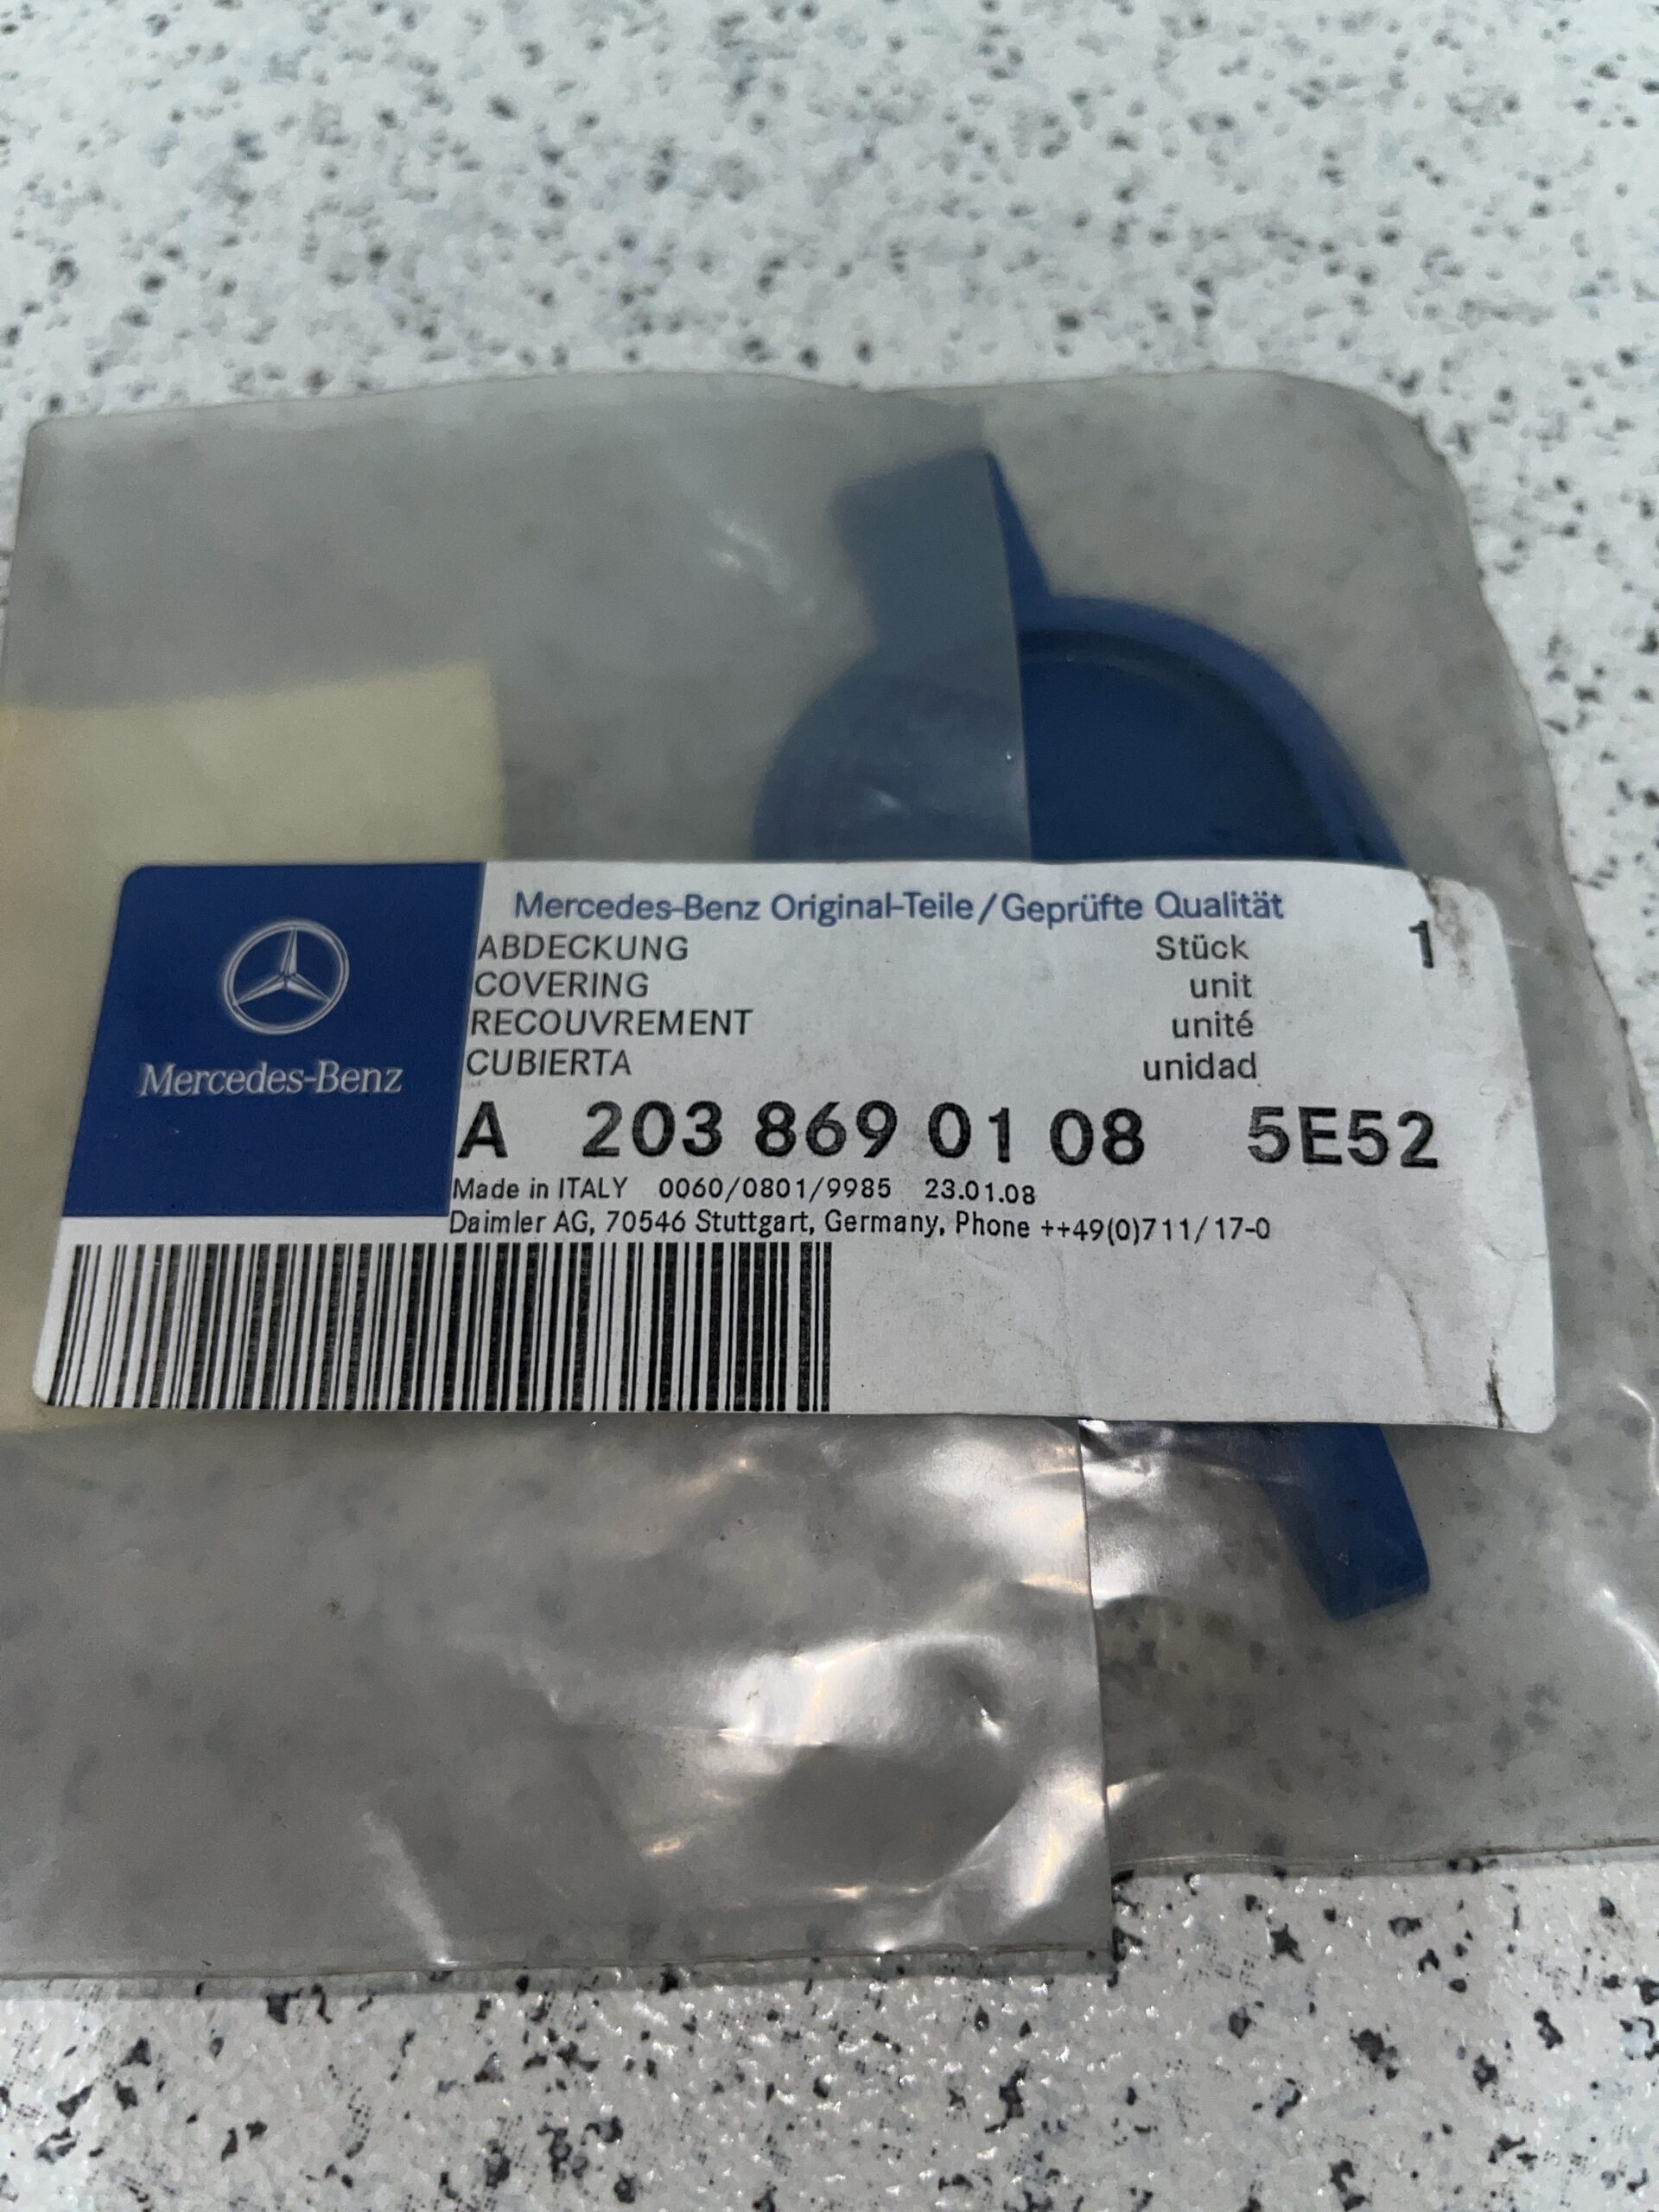 Mercedes-Benz Original-Teile/Geprüfte Qualität
ABDECKUNG Stück 1
COVERING unit
RECOUVREMENT unité
CUBIERTA unidad
Mercedes-Benz
A 203 869 01 08 5E52
Made in ITALY 0060/0801/9985 23.01.08
Daimler AG, 70546 Stuttgart, Germany, Phone ++49(0)711/17-0